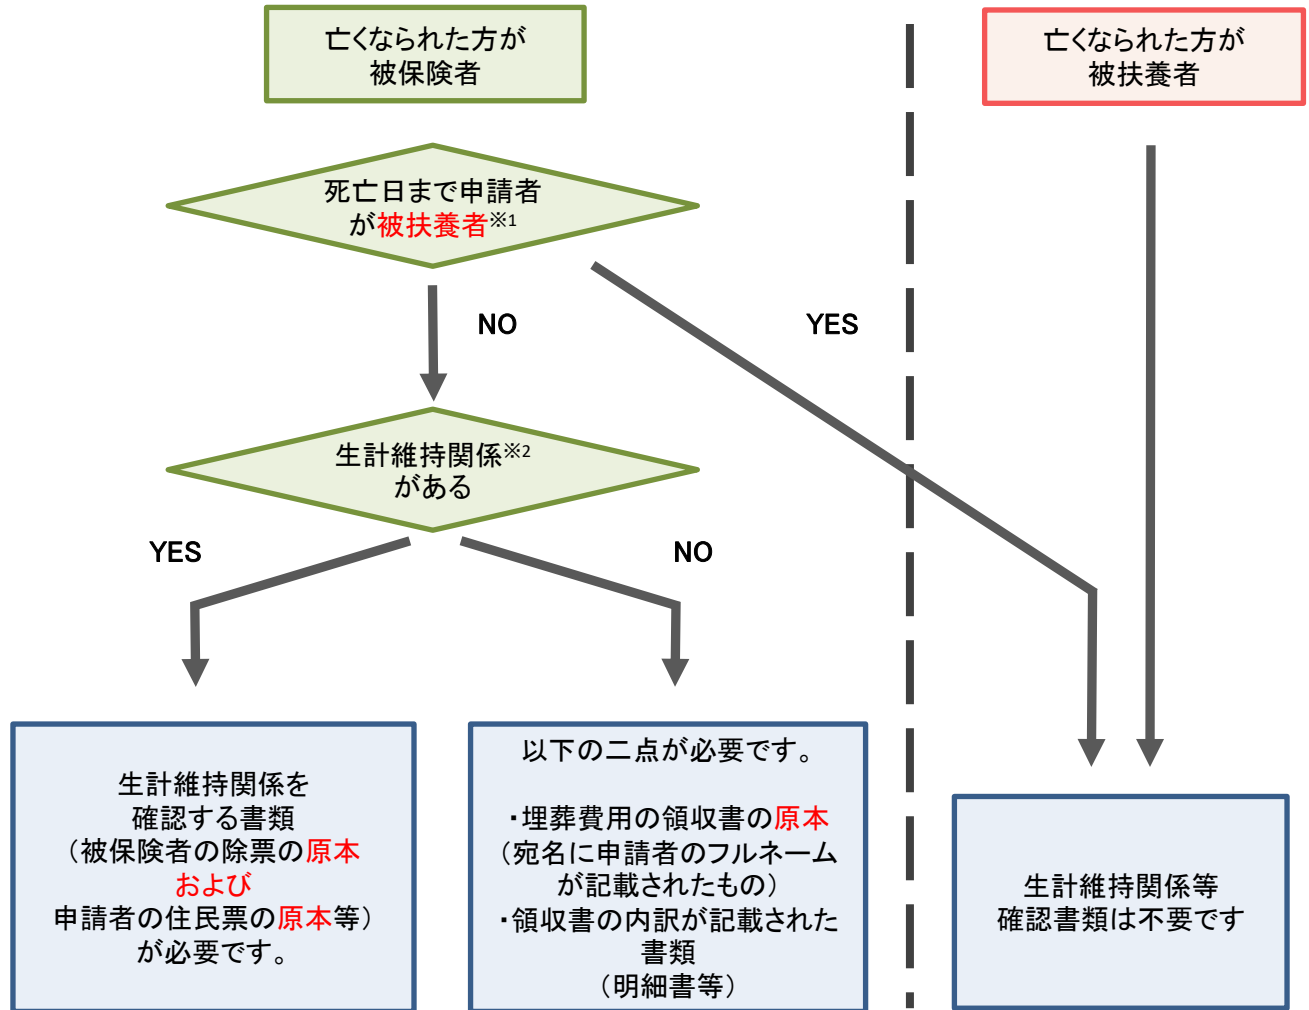 亡くなられた方が
被保険者
亡くなられた方が
被扶養者
死亡日まで申請者
が被扶養者※1
NO
YES
生計維持関係※2
がある
YES
NO
生計維持関係を
確認する書類
（被保険者の除票の原本
および
申請者の住民票の原本等）
が必要です。
以下の二点が必要です。
・埋葬費用の領収書の原本
（宛名に申請者のフルネーム
が記載されたもの）
・領収書の内訳が記載された
書類
（明細書等）
生計維持関係等
確認書類は不要です